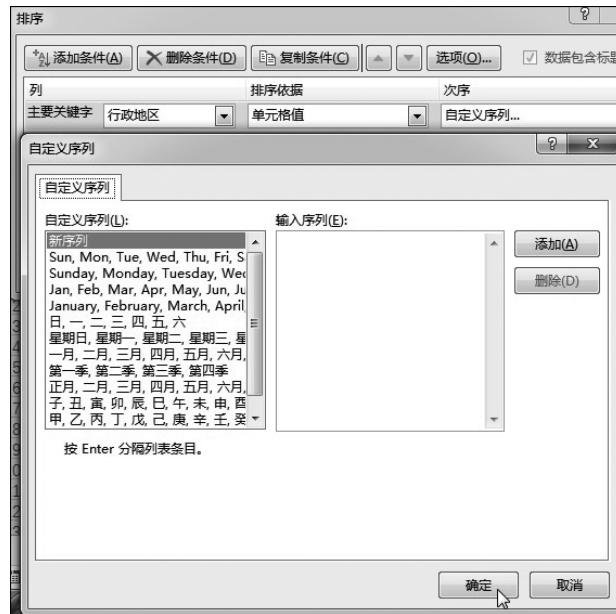 排序
添加条件(A) 删除条件(D) 复制条件(C) 选项(O)... 数据包含标题
列 排序依据 次序
主要关键字 行政地区 单元格值 自定义序列...
自定义序列
自定义序列
自定义序列(L): 输入序列(E):
新序列
Sun, Mon, Tue, Wed, Thu, Fri, S
Sunday, Monday, Tuesday, Wed
Jan, Feb, Mar, Apr, May, Jun, Ju
January, February, March, April,
日, 一, 二, 三, 四, 五, 六
星期日, 星期一, 星期二, 星期三, 星
一月, 二月, 三月, 四月, 五月, 六月,
第一季, 第二季, 第三季, 第四季
正月, 二月, 三月, 四月, 五月, 六月,
子, 丑, 寅, 卯, 辰, 巳, 午, 未, 申, 酉
甲, 乙, 丙, 丁, 戊, 己, 庚, 辛, 壬, 癸
添加(A)
删除(D)
按 Enter 分隔列表条目。
确定 取消